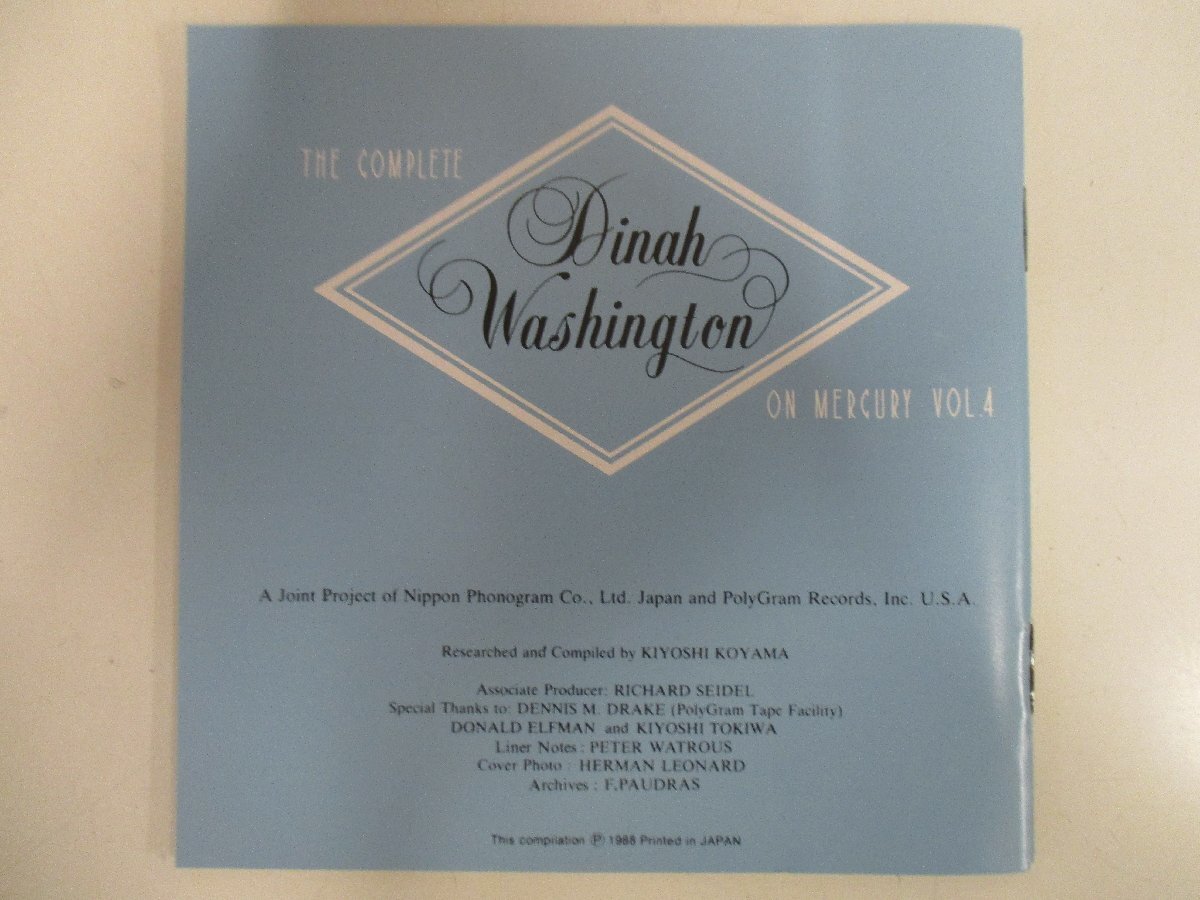 THE COMPLETE
Dinah
Washington
ON MERCURY VOL.4
A Joint Project of Nippon Phonogram Co., Ltd. Japan and PolyGram Records, Inc. U.S.A.
Researched and Compiled by KIYOSHI KOYAMA
Associate Producer: RICHARD SEIDEL
Special Thanks to: DENNIS M. DRAKE (PolyGram Tape Facility)
DONALD ELFMAN and KIYOSHI TOKIWA
Liner Notes : PETER WATROUS
Cover Photo : HERMAN LEONARD
Archives : F.PAUDRAS
This compilation Ⓟ 1988 Printed in JAPAN